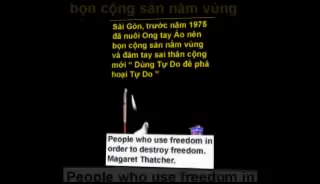 bọn cộng sản nằm vùng
Sài Gòn, trước năm 1975
đã nuôi Ong tay Áo nên
bọn cộng sản nằm vùng
và đám tay sai thân cộng
mới " Dùng Tự Do để phá
hoại Tự Do "
People who use freedom in
order to destroy freedom.
Magaret Thatcher.
People who use freedom in